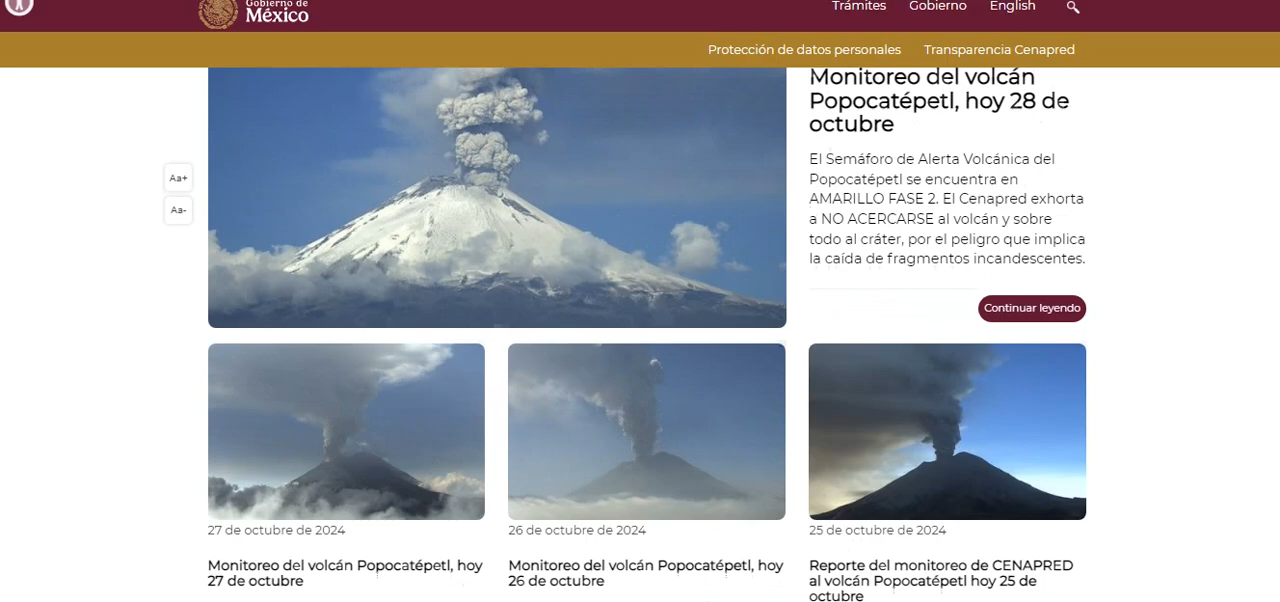 Gobierno de
México
Trámites Gobierno English
Protección de datos personales Transparencia Cenapred
Aa+
Aa-
Monitoreo del volcán
Popocatépetl, hoy 28 de
octubre
El Semáforo de Alerta Volcánica del
Popocatépetl se encuentra en
AMARILLO FASE 2. El Cenapred exhorta
a NO ACERCARSE al volcán y sobre
todo al cráter, por el peligro que implica
la caída de fragmentos incandescentes.
Continuar leyendo
27 de octubre de 2024
Monitoreo del volcán Popocatépetl, hoy
27 de octubre
26 de octubre de 2024
Monitoreo del volcán Popocatépetl, hoy
26 de octubre
25 de octubre de 2024
Reporte del monitoreo de CENAPRED
al volcán Popocatépetl hoy 25 de
octubre